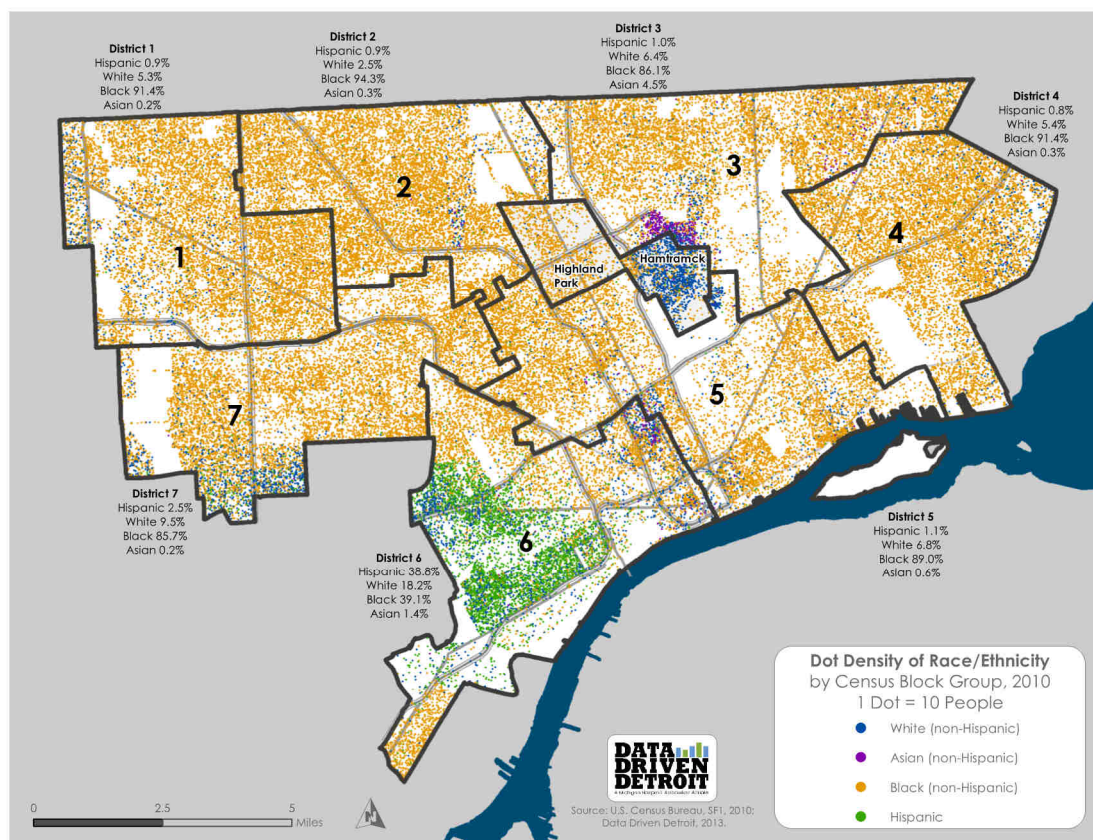 District 1
Hispanic 0.9%
White 5.3%
Black 91.4%
Asian 0.2%
District 2
Hispanic 0.9%
White 2.5%
Black 94.3%
Asian 0.3%
District 3
Hispanic 1.0%
White 6.4%
Black 86.1%
Asian 4.5%
District 4
Hispanic 0.8%
White 5.4%
Black 91.4%
Asian 0.3%
1
2
3
4
Highland
Park
Hamtramck
7
5
6
District 7
Hispanic 2.5%
White 9.5%
Black 85.7%
Asian 0.2%
District 6
Hispanic 38.8%
White 18.2%
Black 39.1%
Asian 1.4%
District 5
Hispanic 1.1%
White 6.8%
Black 89.0%
Asian 0.6%
Dot Density of Race/Ethnicity
by Census Block Group, 2010
1 Dot = 10 People
White (non-Hispanic)
Asian (non-Hispanic)
Black (non-Hispanic)
Hispanic
DATA
DRIVEN
DETROIT
Source: U.S. Census Bureau, SF1, 2010;
Data Driven Detroit, 2013.
0 2.5 5
Miles